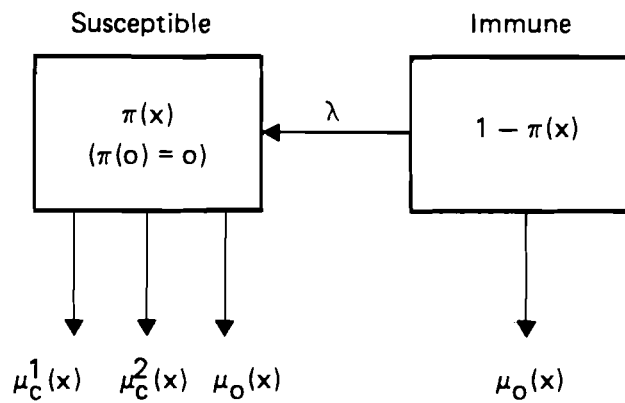 Susceptible
Immune
π(x)
(π(o) = o)
λ
1 − π(x)
μ¹c(x)
μ²c(x)
μo(x)
μo(x)